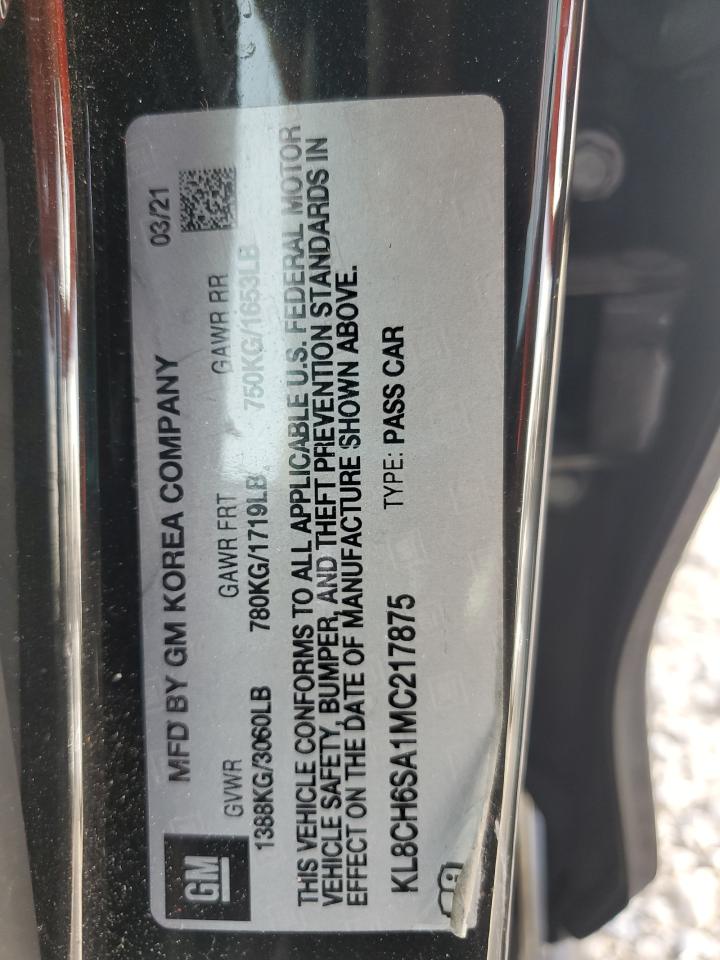 GM
MFD BY GM KOREA COMPANY
03/21
GVWR GAWR FRT GAWR RR
1388KG/3060LB 780KG/1719LB 750KG/1653LB
THIS VEHICLE CONFORMS TO ALL APPLICABLE U.S. FEDERAL MOTOR
VEHICLE SAFETY, BUMPER, AND THEFT PREVENTION STANDARDS IN
EFFECT ON THE DATE OF MANUFACTURE SHOWN ABOVE.
KL8CH6SA1MC217875 TYPE: PASS CAR